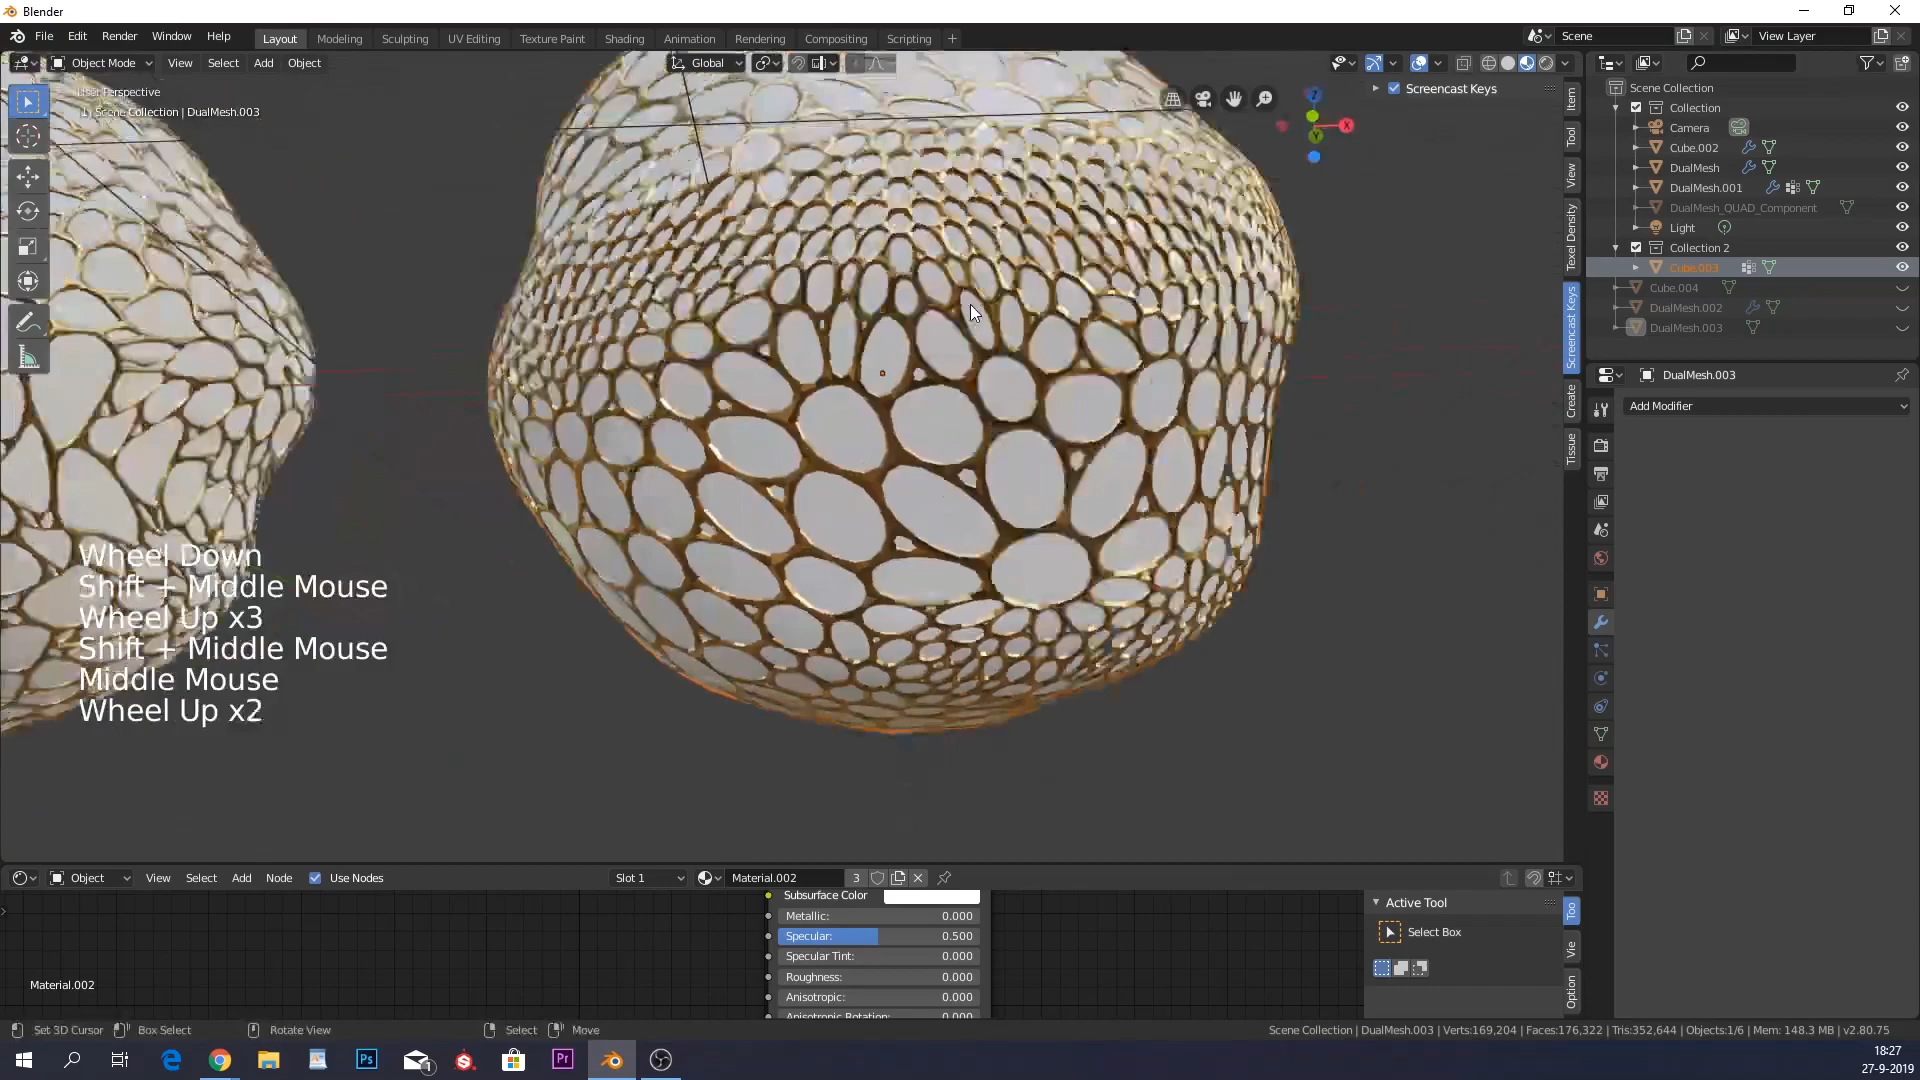 Blender
File Edit Render Window Help
Layout Modeling Sculpting UV Editing Texture Paint Shading Animation Rendering Compositing Scripting +
Scene
View Layer
Object Mode View Select Add Object
Global
User Perspective
(1) Scene Collection | DualMesh.003
Screencast Keys
Item
Tool
View
Texel Density
Screencast Keys
Create
Tissue
X
Wheel Down
Shift + Middle Mouse
Wheel Up x3
Shift + Middle Mouse
Middle Mouse
Wheel Up x2
Scene Collection
Collection
Camera
Cube.002
DualMesh
DualMesh.001
DualMesh_QUAD_Component
Light
Collection 2
Cube.003
Cube.004
DualMesh.002
DualMesh.003
DualMesh.003
Add Modifier
Object View Select Add Node Use Nodes
Slot 1
Material.002 3
Subsurface Color
Metallic: 0.000
Specular: 0.500
Specular Tint: 0.000
Roughness: 0.000
Anisotropic: 0.000
Anisotropic Rotation: 0.000
Material.002
Active Tool
Select Box
Too
Vie
Option
Set 3D Cursor Box Select Rotate View Select Move
Scene Collection | DualMesh.003 | Verts:169,204 | Faces:176,322 | Tris:352,644 | Objects:1/6 | Mem: 148.3 MB | v2.80.75
Ps
1
Pr
18:27
27-9-2019